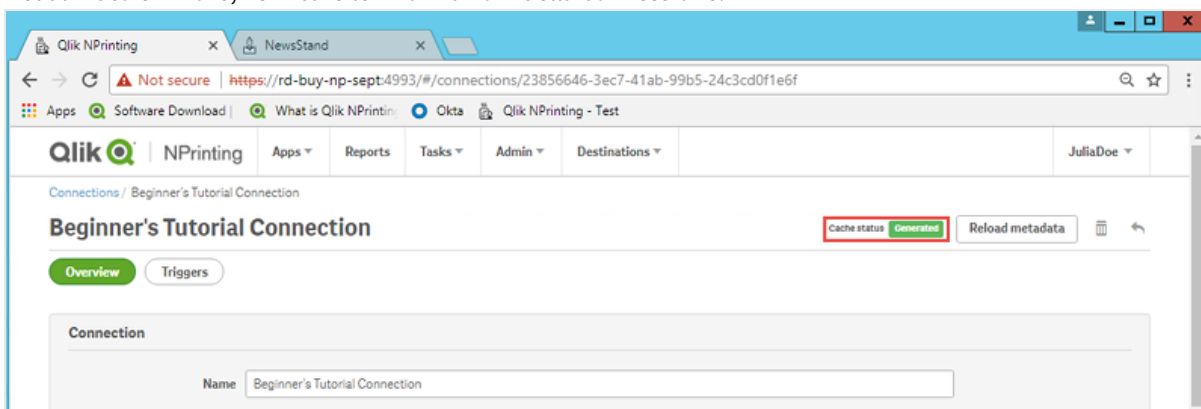 Qlik NPrinting
NewsStand
Not secure | https://rd-buy-np-sept:4993/#/connections/23856646-3ec7-41ab-99b5-24c3cd0f1e6f
Apps Software Download | What is Qlik NPrinting Okta Qlik NPrinting - Test
Qlik NPrinting Apps Reports Tasks Admin Destinations JuliaDoe
Connections / Beginner's Tutorial Connection
Beginner's Tutorial Connection Cache status Generated Reload metadata
Overview Triggers
Connection
Name Beginner's Tutorial Connection